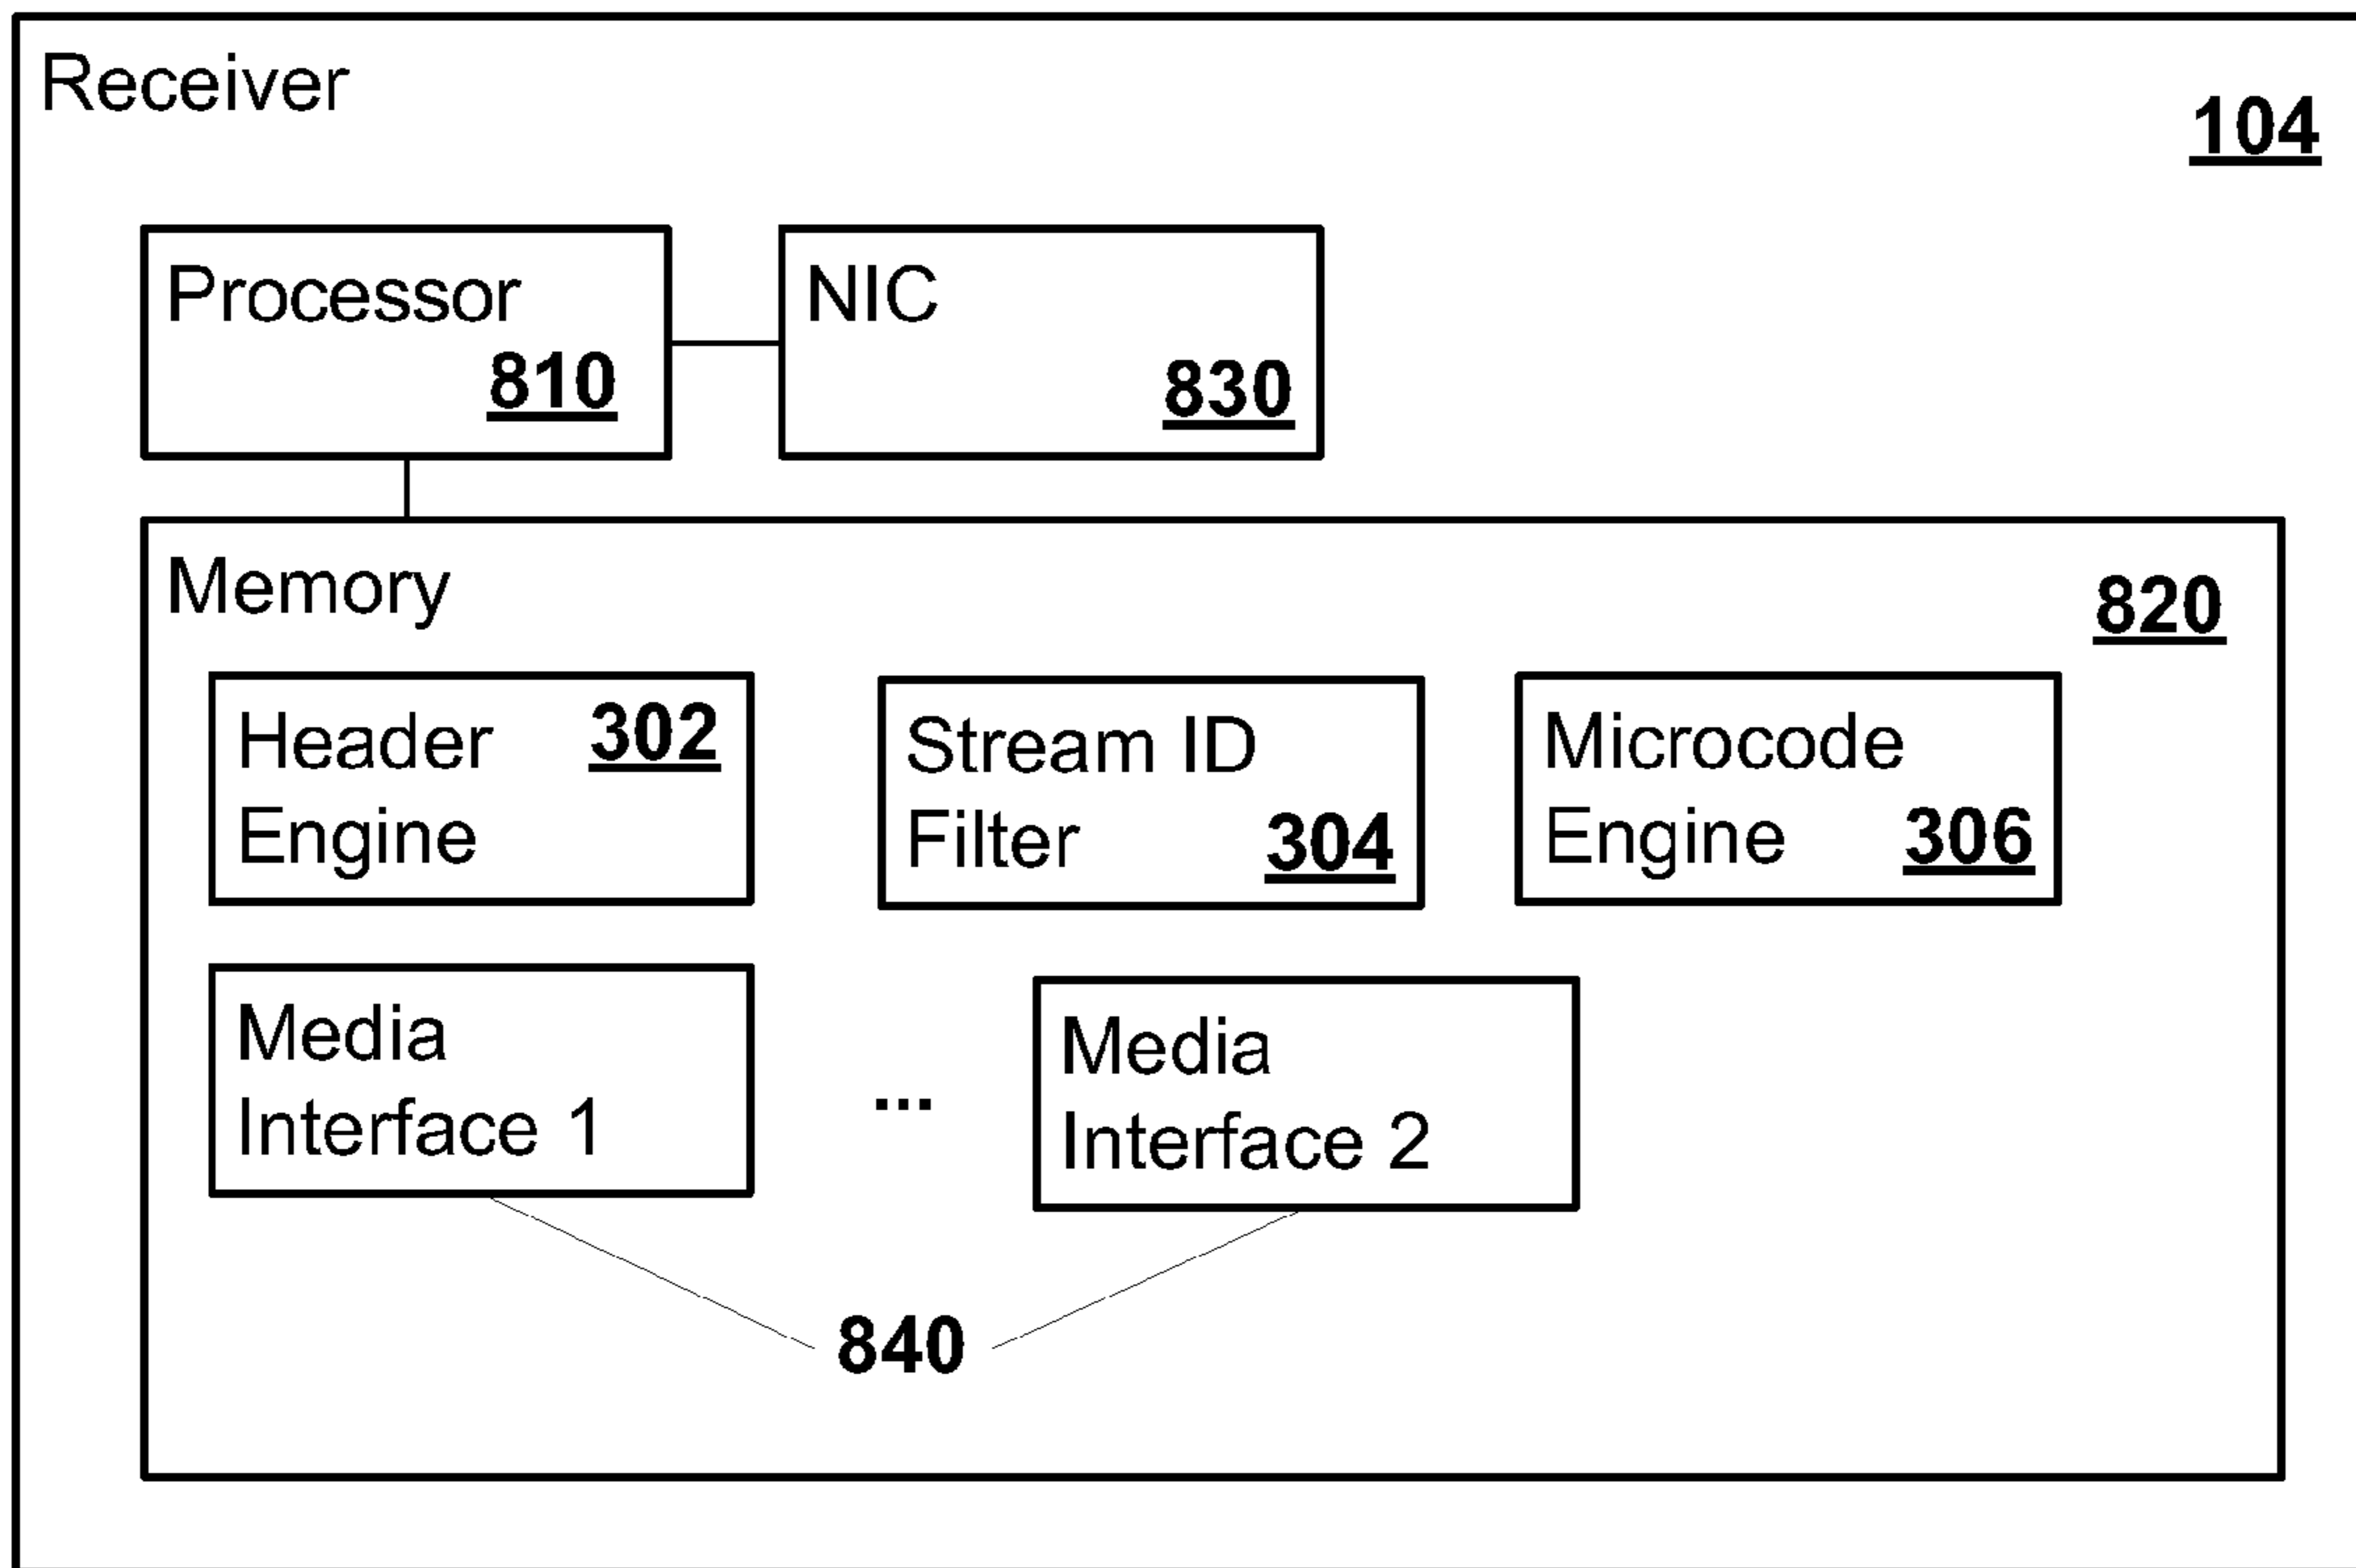 Receiver
104
Processor
810
NIC
830
Memory
820
Header 302
Engine
Stream ID
Filter 304
Microcode
Engine 306
Media
Interface 1
...
Media
Interface 2
840